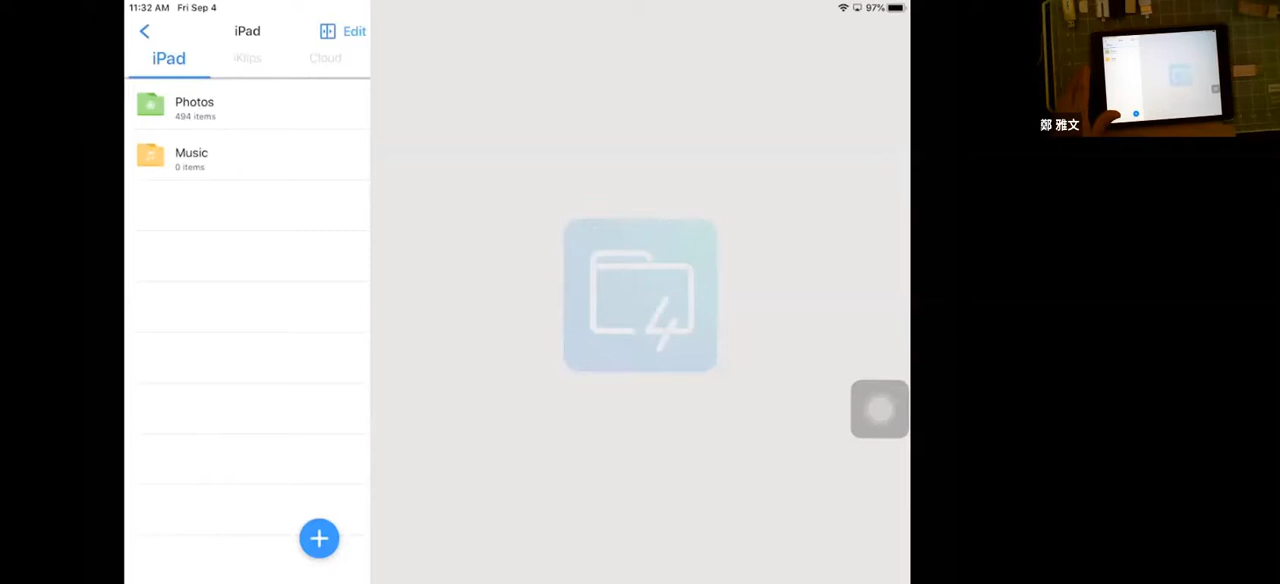 11:32 AM Fri Sep 4
97%
iPad
Edit
iPad
iKlips
Cloud
Photos
494 items
Music
0 items
4
鄭 雅文